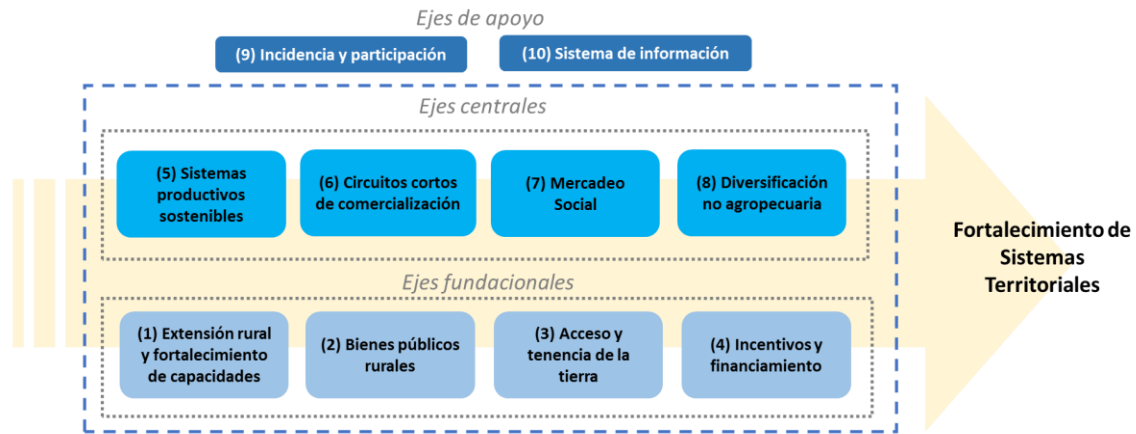 Ejes de apoyo
(9) Incidencia y participación
(10) Sistema de información
Ejes centrales
(5) Sistemas
productivos
sostenibles
(6) Circuitos cortos
de comercialización
(7) Mercadeo
Social
(8) Diversificación
no agropecuaria
Ejes fundacionales
(1) Extensión rural
y fortalecimiento
de capacidades
(2) Bienes públicos
rurales
(3) Acceso y
tenencia de la
tierra
(4) Incentivos y
financiamiento
Fortalecimiento de
Sistemas
Territoriales